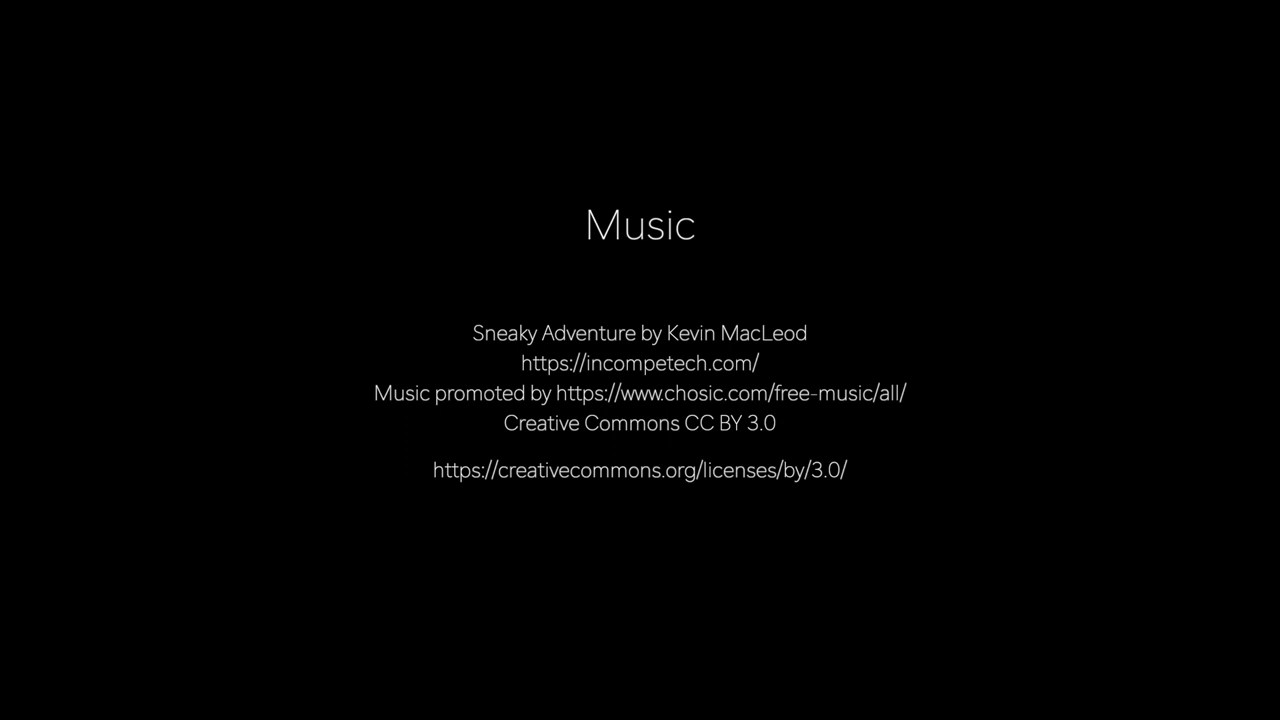 Music
Sneaky Adventure by Kevin MacLeod
https://incompetech.com/
Music promoted by https://www.chosic.com/free-music/all/
Creative Commons CC BY 3.0
https://creativecommons.org/licenses/by/3.0/